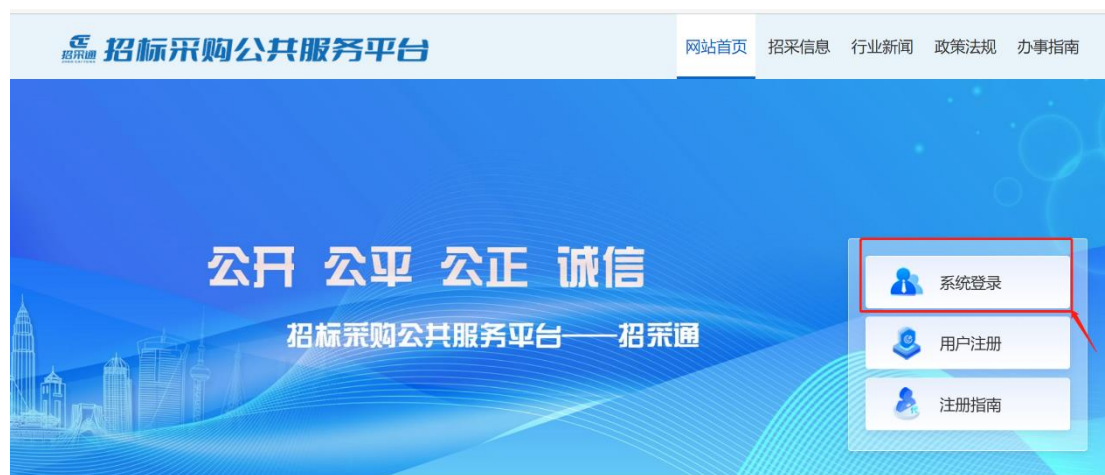 招采通 招标采购公共服务平台
网站首页 招采信息 行业新闻 政策法规 办事指南
公开 公平 公正 诚信
招标采购公共服务平台——招采通
系统登录
用户注册
注册指南